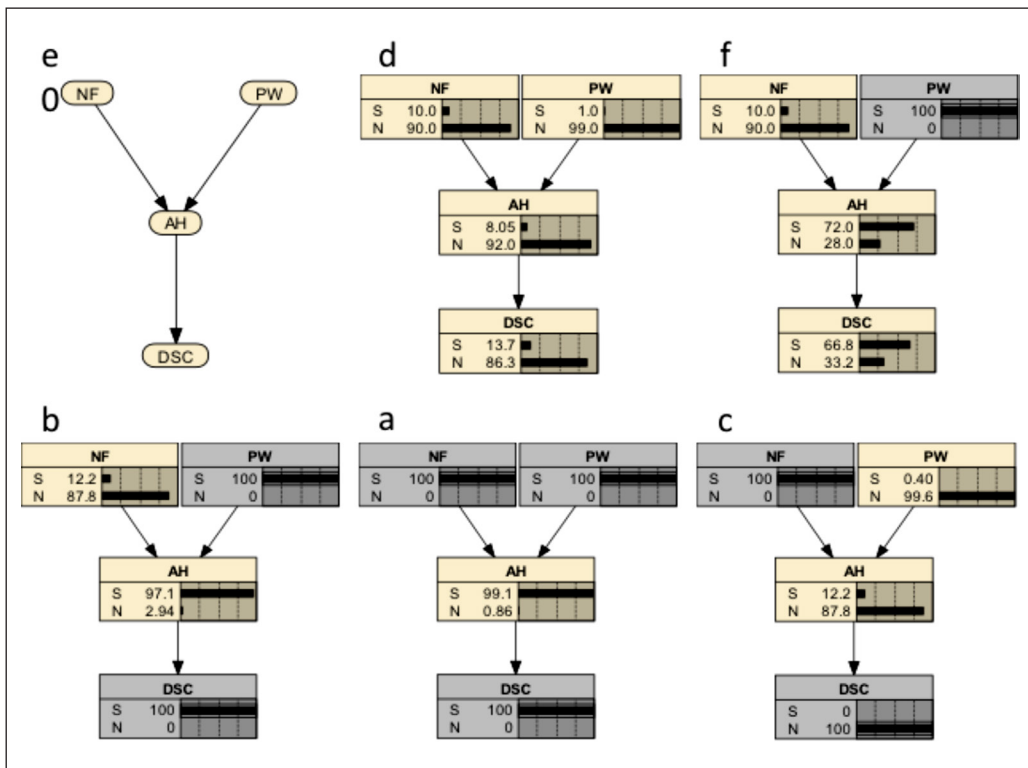 e d f
0 NF PW
AH
DSC
NF PW
S 10.0 S 1.0
N 90.0 N 99.0
AH
S 8.05
N 92.0
DSC
S 13.7
N 86.3
NF PW
S 10.0 S 100
N 90.0 N 0
AH
S 72.0
N 28.0
DSC
S 66.8
N 33.2
b a c
NF PW
S 12.2 S 100
N 87.8 N 0
AH
S 97.1
N 2.94
DSC
S 100
N 0
NF PW
S 100 S 100
N 0 N 0
AH
S 99.1
N 0.86
DSC
S 100
N 0
NF PW
S 100 S 0.40
N 0 N 99.6
AH
S 12.2
N 87.8
DSC
S 0
N 100